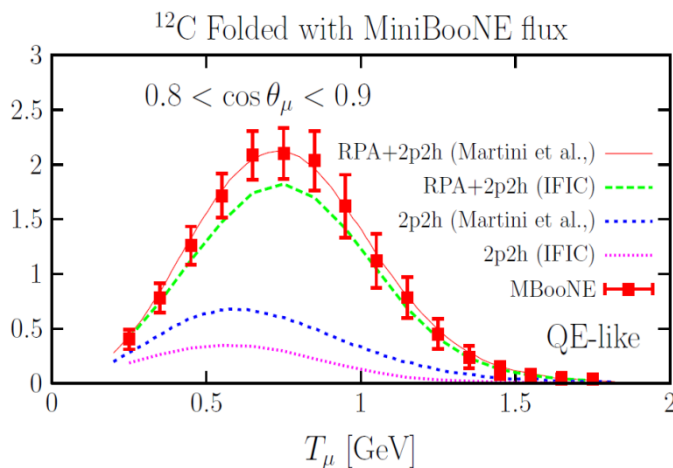 ¹²C Folded with MiniBooNE flux
3
2.5
2
1.5
1
0.5
0
0.8 < cos θμ < 0.9
RPA+2p2h (Martini et al.,)
RPA+2p2h (IFIC)
2p2h (Martini et al.,)
2p2h (IFIC)
MBooNE
QE-like
0 0.5 1 1.5 2
Tμ [GeV]